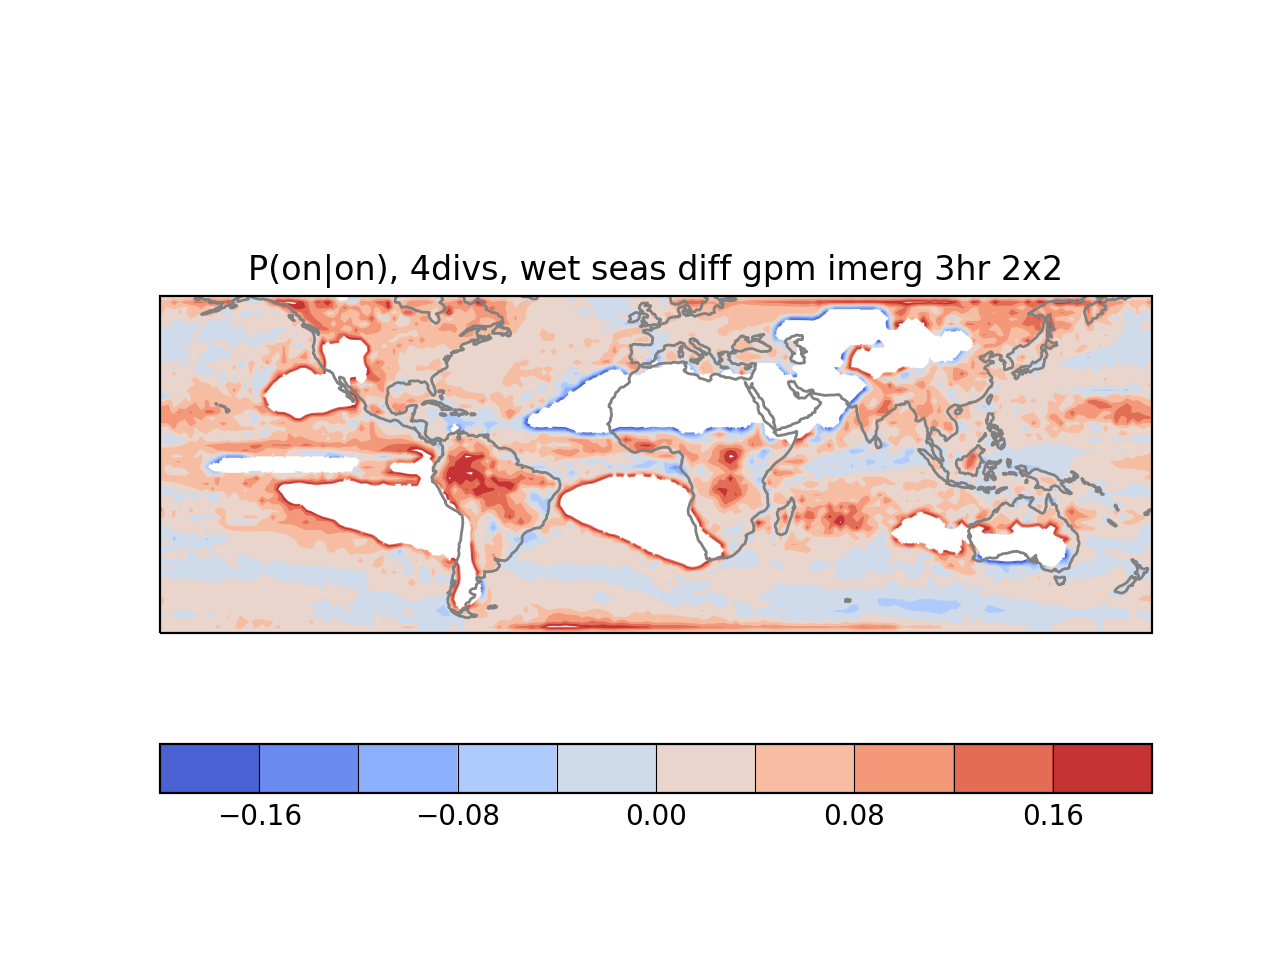 P(on|on), 4divs, wet seas diff gpm imerg 3hr 2x2
−0.16 −0.08 0.00 0.08 0.16